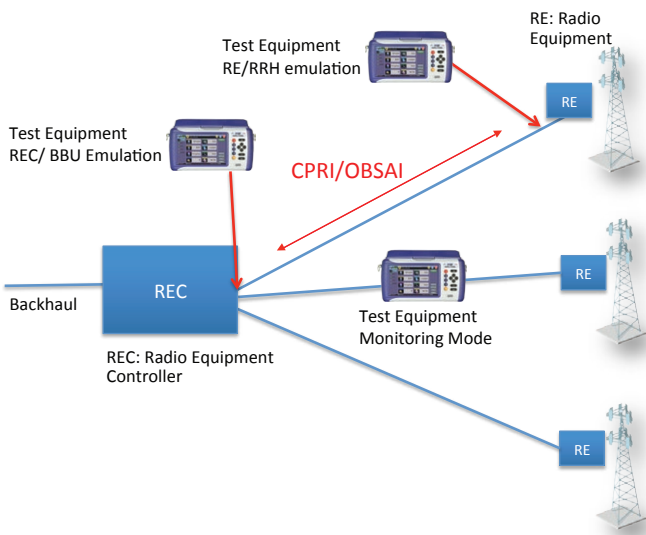 Test Equipment
RE/RRH emulation
RE: Radio
Equipment
RE
Test Equipment
REC/ BBU Emulation
CPRI/OBSAI
REC
RE
Backhaul
Test Equipment
Monitoring Mode
REC: Radio Equipment
Controller
RE